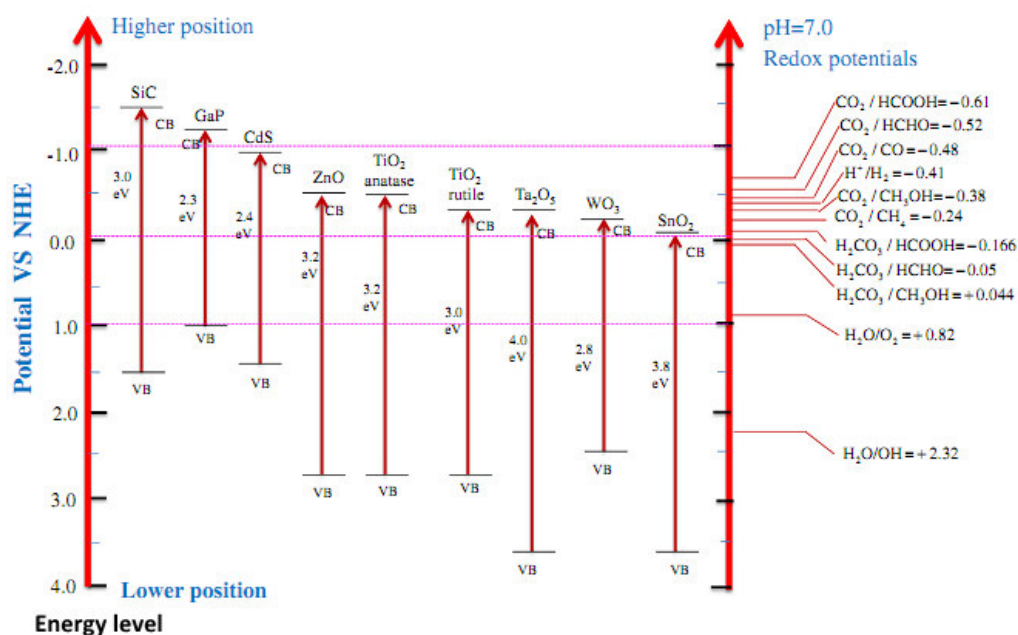 Higher position
pH=7.0
Redox potentials
Potential VS NHE
-2.0
-1.0
0.0
1.0
2.0
3.0
4.0
SiC
CB
3.0
eV
VB
GaP
CB
2.3
eV
VB
CdS
CB
2.4
eV
VB
ZnO
CB
3.2
eV
VB
TiO₂
anatase
CB
3.2
eV
VB
TiO₂
rutile
3.0
eV
VB
Ta₂O₅
CB
4.0
eV
VB
WO₃
CB
2.8
eV
VB
SnO₂
CB
3.8
eV
VB
CO₂ / HCOOH=−0.61
CO₂ / HCHO=−0.52
CO₂ / CO=−0.48
H⁺/H₂ =−0.41
CO₂ / CH₃OH=−0.38
CO₂ / CH₄ =−0.24
H₂CO₃ / HCOOH=−0.166
H₂CO₃ / HCHO=−0.05
H₂CO₃ / CH₃OH=+0.044
H₂O/O₂ =+0.82
H₂O/OH =+2.32
Lower position
Energy level